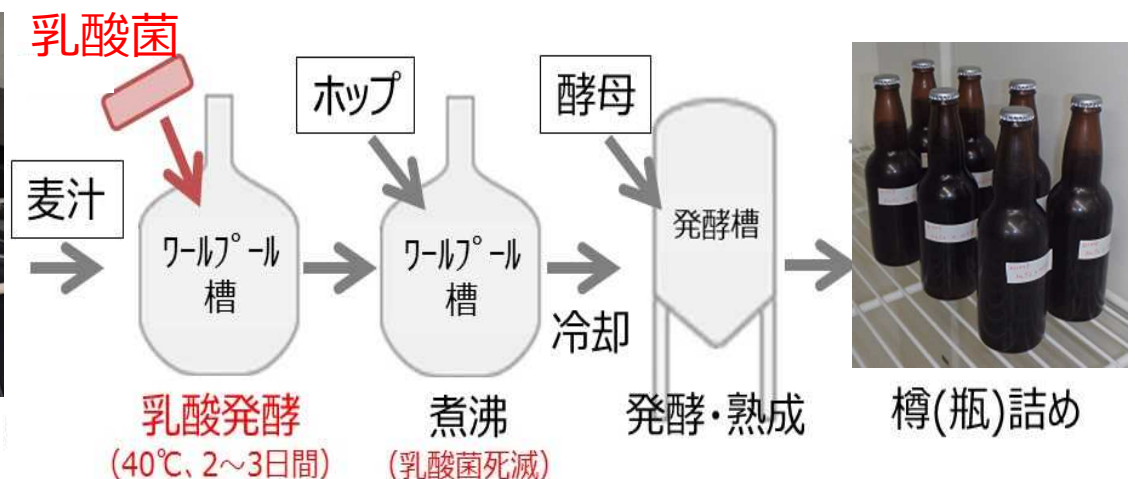 乳酸菌
麦汁
ワールプール
槽
乳酸発酵
(40℃、2～3日間)
ホップ
ワールプール
槽
煮沸
(乳酸菌死滅)
冷却
酵母
発酵槽
発酵・熟成
樽(瓶)詰め